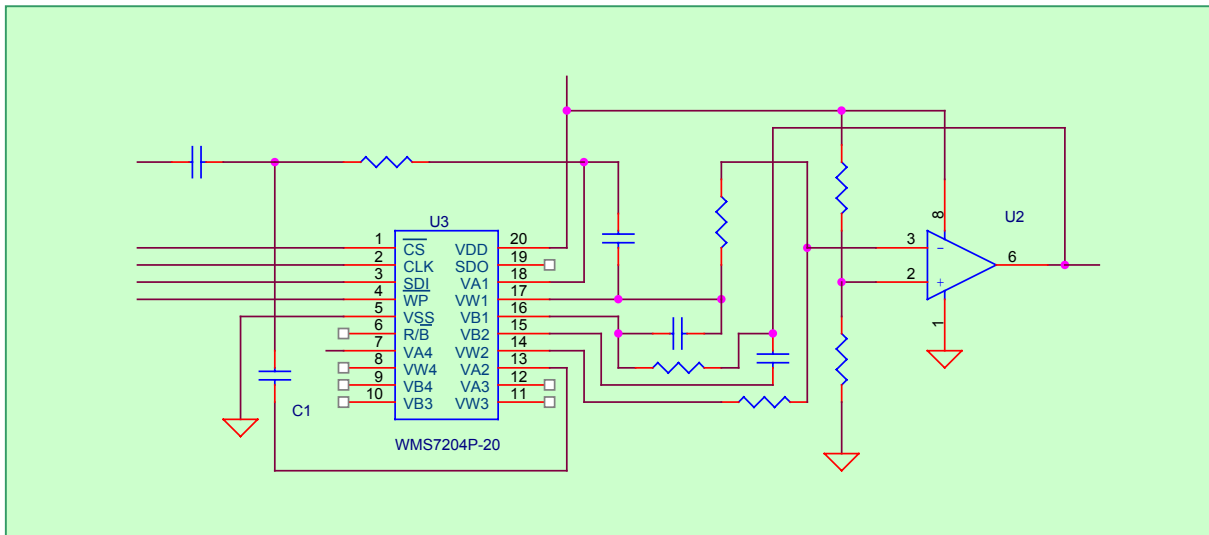 U3
1 CS VDD 20
2 CLK SDO 19
3 SDI VA1 18
4 WP VW1 17
5 VSS VB1 16
6 R/B VB2 15
7 VA4 VW2 14
8 VW4 VA2 13
9 VB4 VA3 12
10 VB3 VW3 11
WMS7204P-20
C1
U2
8
3 −
6
2 +
1